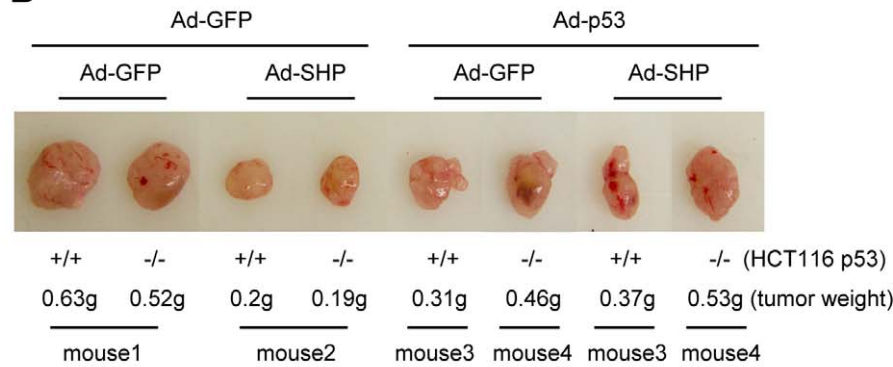 Ad-GFP Ad-p53
Ad-GFP Ad-SHP Ad-GFP Ad-SHP
+/+ -/- +/+ -/- +/+ -/- +/+ -/- (HCT116 p53)
0.63g 0.52g 0.2g 0.19g 0.31g 0.46g 0.37g 0.53g (tumor weight)
mouse1 mouse2 mouse3 mouse4 mouse3 mouse4